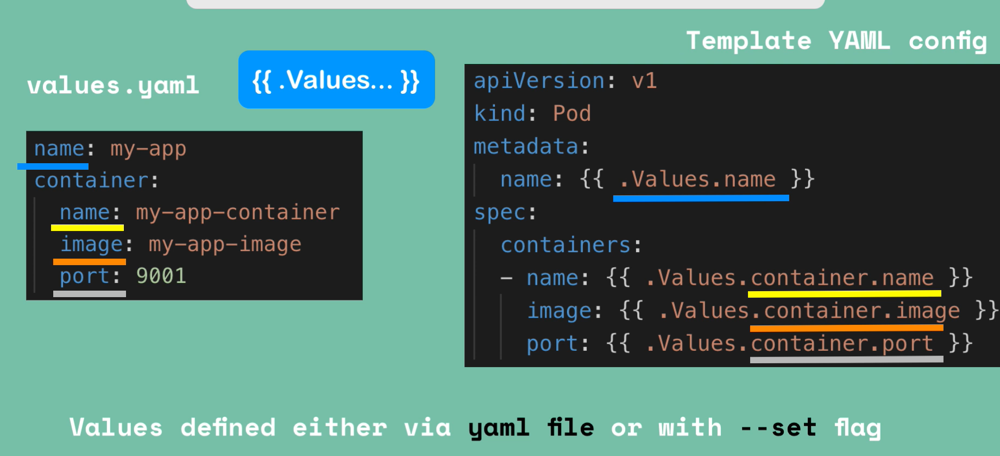 Template YAML config
values.yaml
{{ .Values... }}
name: my-app
container:
name: my-app-container
image: my-app-image
port: 9001
apiVersion: v1
kind: Pod
metadata:
name: {{ .Values.name }}
spec:
containers:
- name: {{ .Values.container.name }}
image: {{ .Values.container.image }}
port: {{ .Values.container.port }}
Values defined either via yaml file or with --set flag